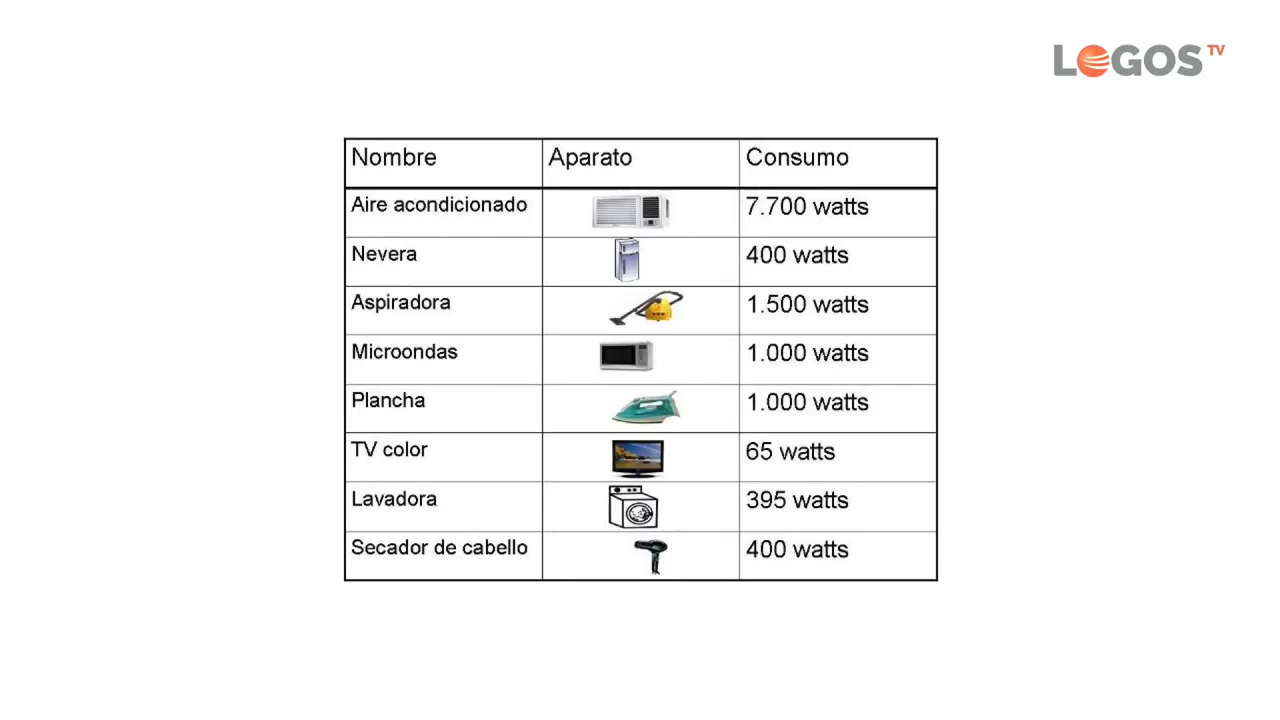 LOGOS TV
Nombre Aparato Consumo
Aire acondicionado 7.700 watts
Nevera 400 watts
Aspiradora 1.500 watts
Microondas 1.000 watts
Plancha 1.000 watts
TV color 65 watts
Lavadora 395 watts
Secador de cabello 400 watts